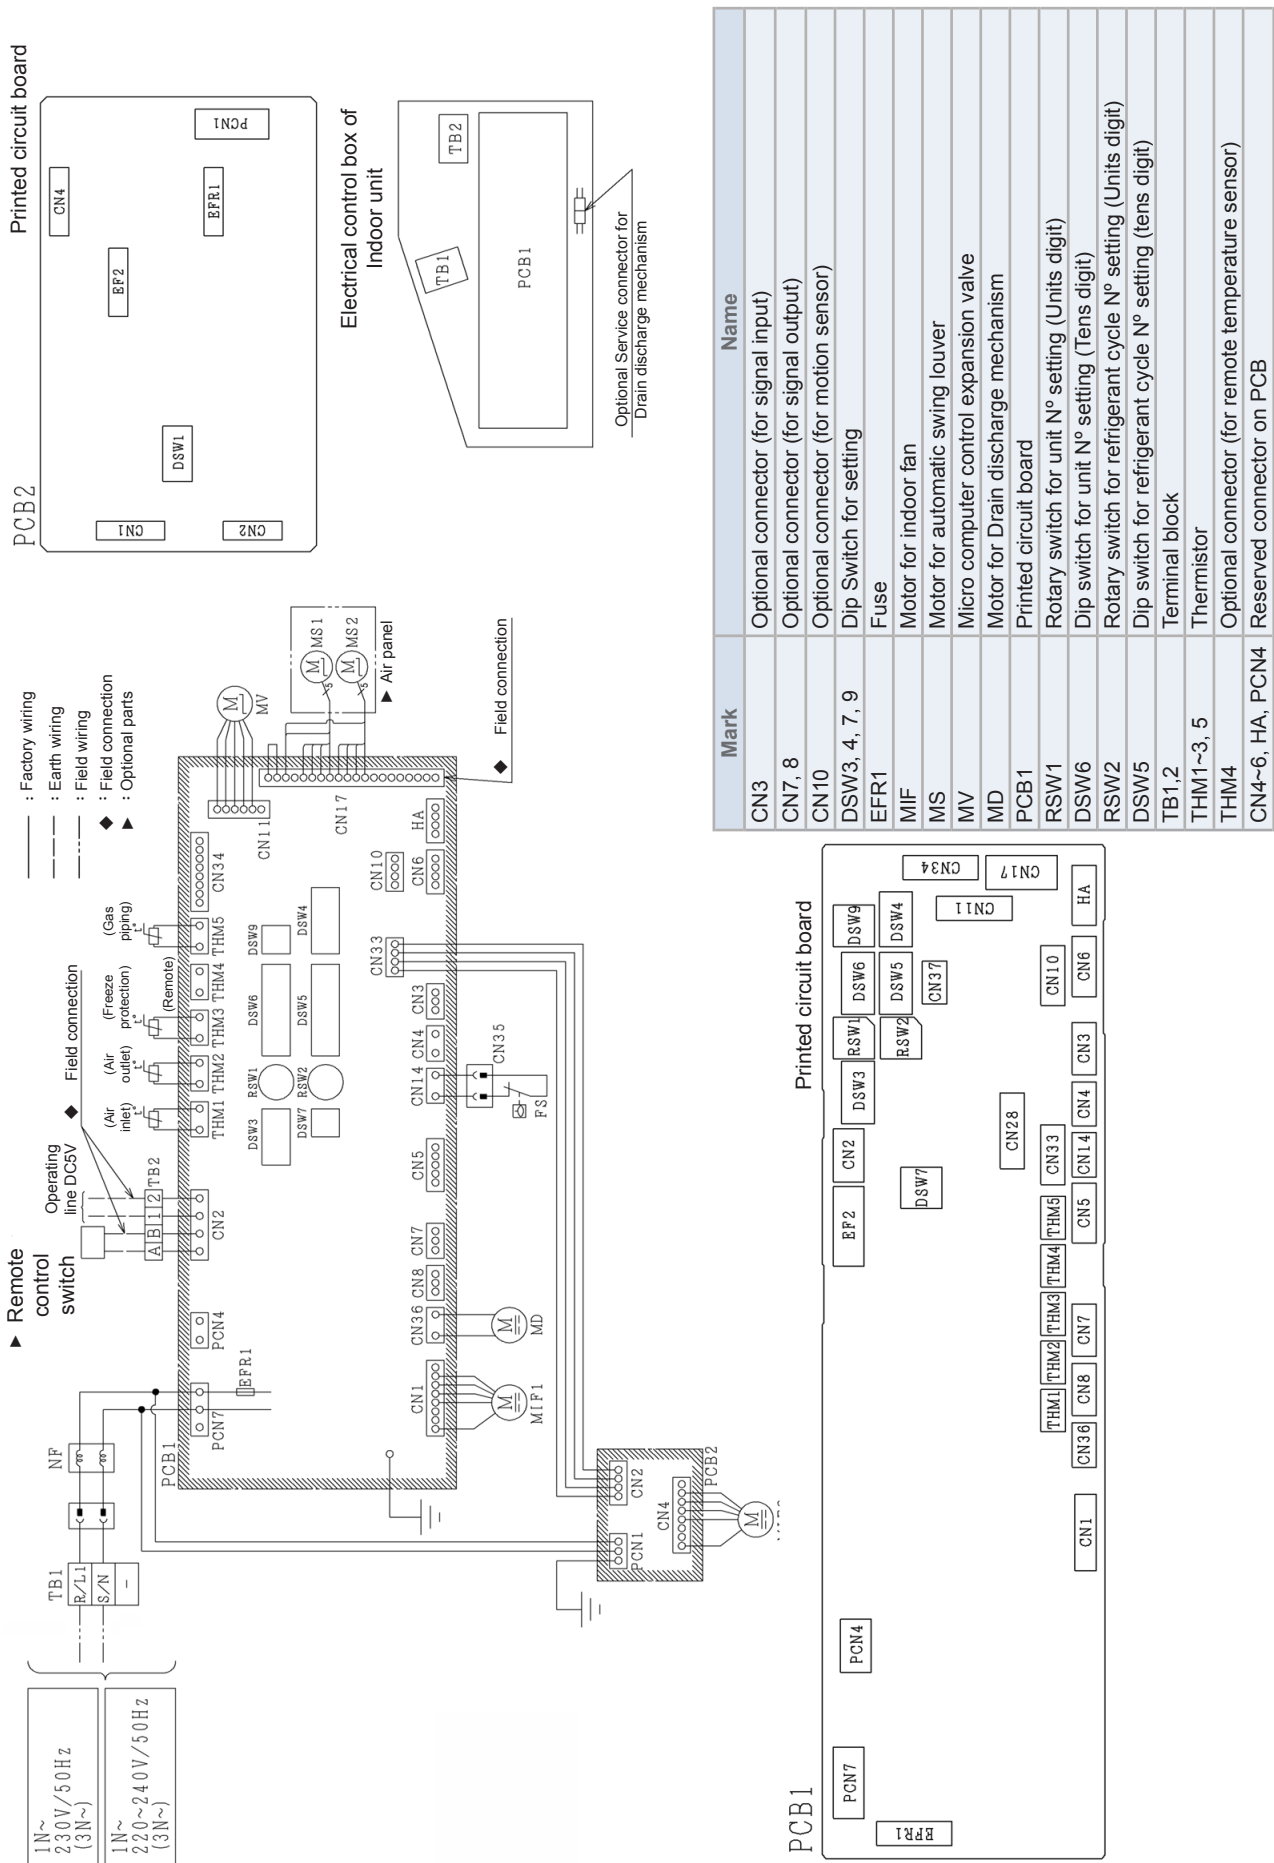 1N~
230V/50Hz
(3N~)
1N~
220~240V/50Hz
(3N~)
TB1
R/L1
S/N
-
NF
▶ Remote
control
switch
Operating
line DC5V
◆ Field connection
A B 1 2 TB2
(Air
inlet)
(Air
outlet)
(Freeze
protection)
(Remote)
(Gas
piping)
t°
t°
t°
t°
: Factory wiring
: Earth wiring
: Field wiring
◆ : Field connection
▶ : Optional parts
PCB1
PCN7
EFR1
PCN4
CN2
THM1
THM2
THM3
THM4
THM5
CN34
CN11
CN17
MV
M
M
MS1
M
MS2
5
5
▶ Air panel
◆ Field connection
DSW3
RSW1
DSW6
DSW9
DSW7
RSW2
DSW5
DSW4
CN1
CN36
CN8
CN7
CN5
CN14
CN4
CN3
CN33
CN10
CN6
HA
M
MIF1
M
MD
CN35
FS
PCN1
CN2
CN4
PCB2
M
PCB2
Printed circuit board
CN1
CN2
DSW1
EF2
CN4
EFR1
PCN1
Electrical control box of
Indoor unit
TB1
TB2
PCB1
Optional Service connector for
Drain discharge mechanism
PCB1
Printed circuit board
EFR1
PCN7
PCN4
EF2
CN2
DSW3
RSW1
DSW6
DSW9
RSW2
DSW5
DSW4
DSW7
CN37
CN34
CN17
CN11
CN28
THM1
THM2
THM3
THM4
THM5
CN33
CN10
CN1
CN36
CN8
CN7
CN5
CN14
CN4
CN3
CN6
HA
Mark Name
CN3 Optional connector (for signal input)
CN7, 8 Optional connector (for signal output)
CN10 Optional connector (for motion sensor)
DSW3, 4, 7, 9 Dip Switch for setting
EFR1 Fuse
MIF Motor for indoor fan
MS Motor for automatic swing louver
MV Micro computer control expansion valve
MD Motor for Drain discharge mechanism
PCB1 Printed circuit board
RSW1 Rotary switch for unit Nº setting (Units digit)
DSW6 Dip switch for unit Nº setting (Tens digit)
RSW2 Rotary switch for refrigerant cycle Nº setting (Units digit)
DSW5 Dip switch for refrigerant cycle Nº setting (tens digit)
TB1,2 Terminal block
THM1~3, 5 Thermistor
THM4 Optional connector (for remote temperature sensor)
CN4~6, HA, PCN4 Reserved connector on PCB